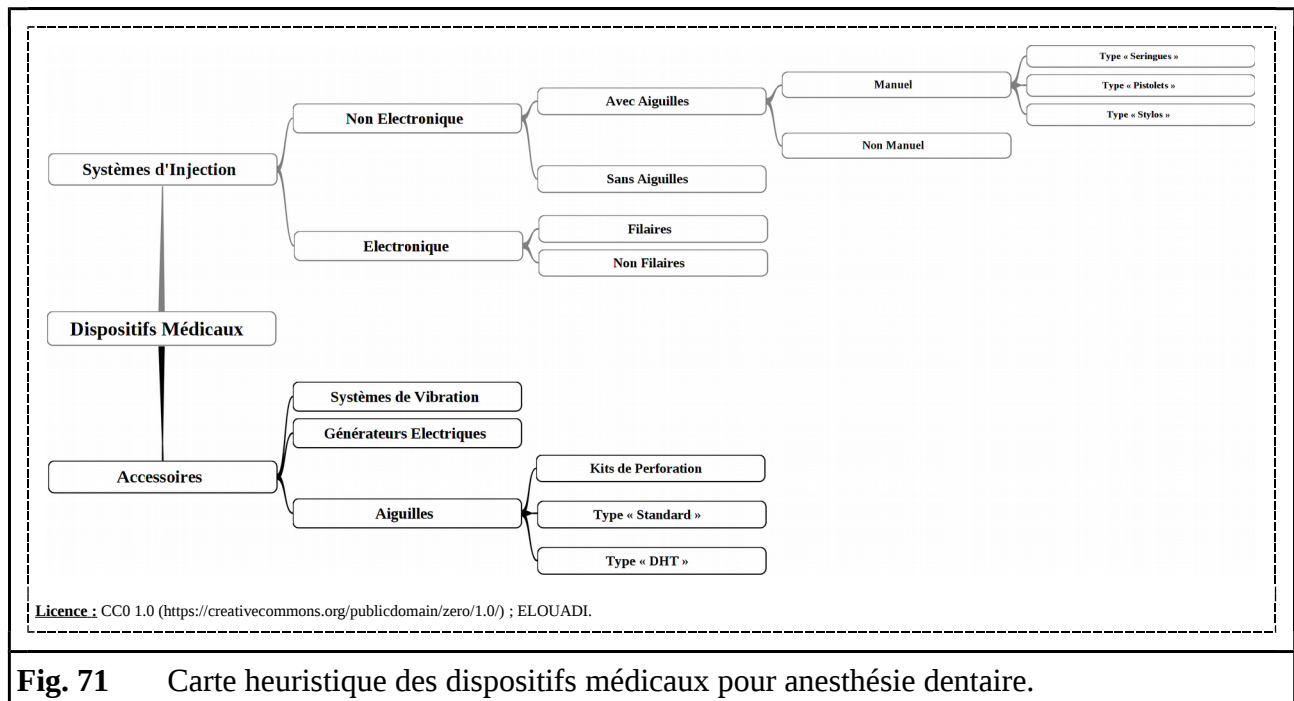 Type « Seringues »
Manuel
Type « Pistolets »
Avec Aiguilles
Type « Stylos »
Non Electronique
Non Manuel
Systèmes d'Injection
Sans Aiguilles
Filaires
Electronique
Non Filaires
Dispositifs Médicaux
Systèmes de Vibration
Générateurs Electriques
Accessoires
Kits de Perforation
Aiguilles
Type « Standard »
Type « DHT »
Licence : CC0 1.0 (https://creativecommons.org/publicdomain/zero/1.0/) ; ELOUADI.
Fig. 71 Carte heuristique des dispositifs médicaux pour anesthésie dentaire.